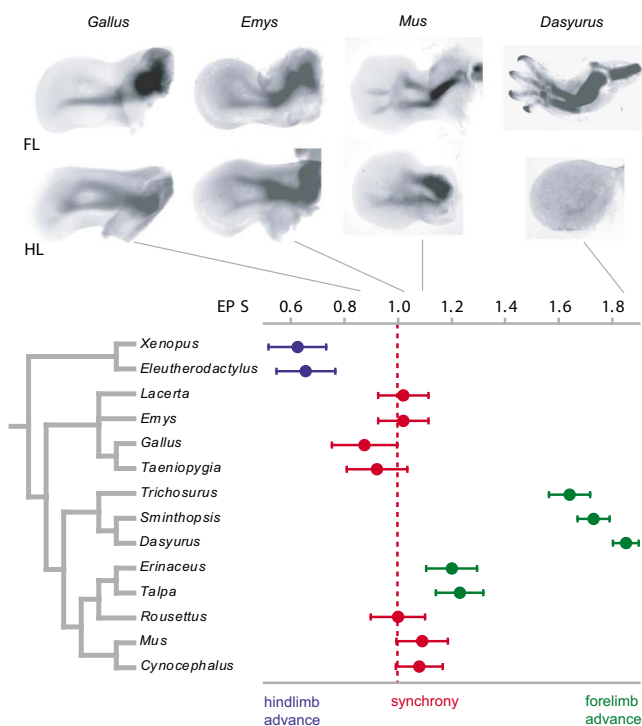 Gallus Emys Mus Dasyurus
FL
HL
EP S 0.6 0.8 1.0 1.2 1.4 1.6 1.8
Xenopus
Eleutherodactylus
Lacerta
Emys
Gallus
Taeniopygia
Trichosurus
Sminthopsis
Dasyurus
Erinaceus
Talpa
Rousettus
Mus
Cynocephalus
hindlimb synchrony forelimb
advance advance